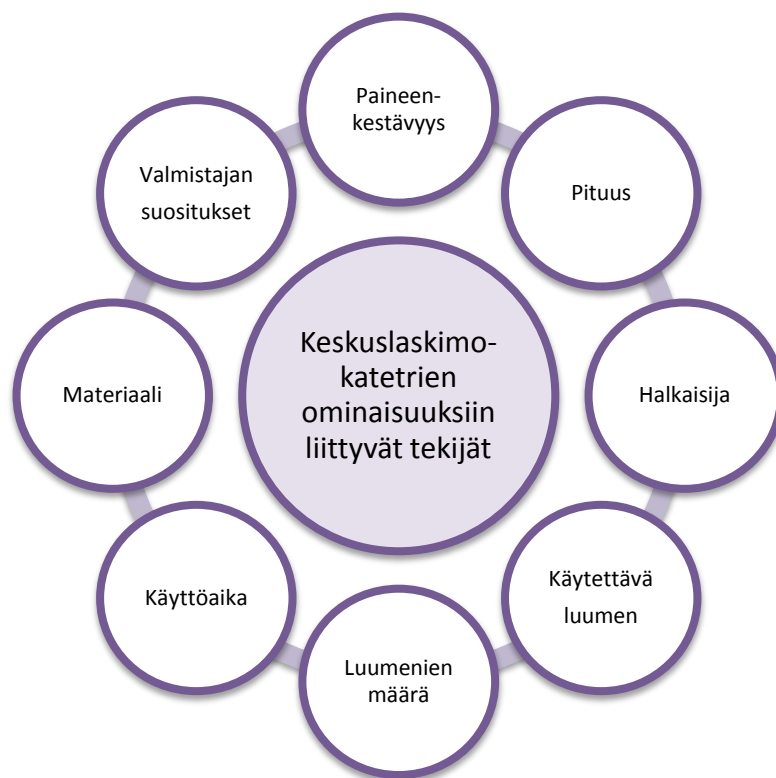 Paineen-
kestävyys
Pituus
Halkaisija
Käytettävä
luumen
Luumenien
määrä
Käyttöaika
Materiaali
Valmistajan
suositukset
Keskuslaskimo-
katetrien
ominaisuuksiin
liittyvät tekijät